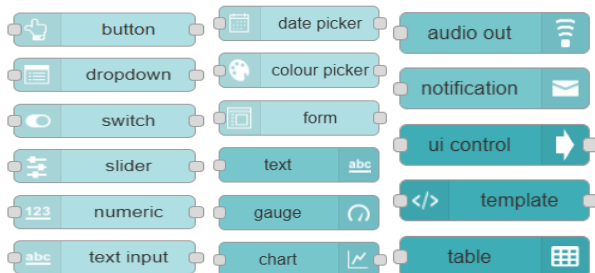 button
dropdown
switch
slider
123 numeric
abc text input
date picker
colour picker
form
text abc
gauge
chart
audio out
notification
ui control
</> template
table